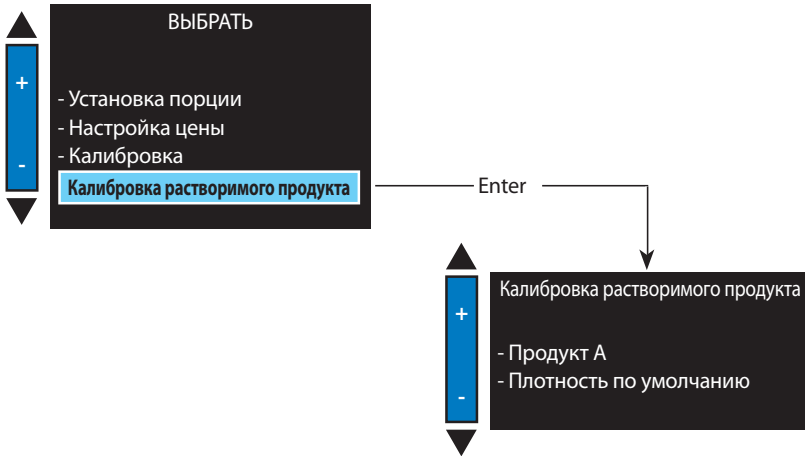 ВЫБРАТЬ
+
- Установка порции
- Настройка цены
- Калибровка
-
Калибровка растворимого продукта
Enter
Калибровка растворимого продукта
+
- Продукт A
- Плотность по умолчанию
-